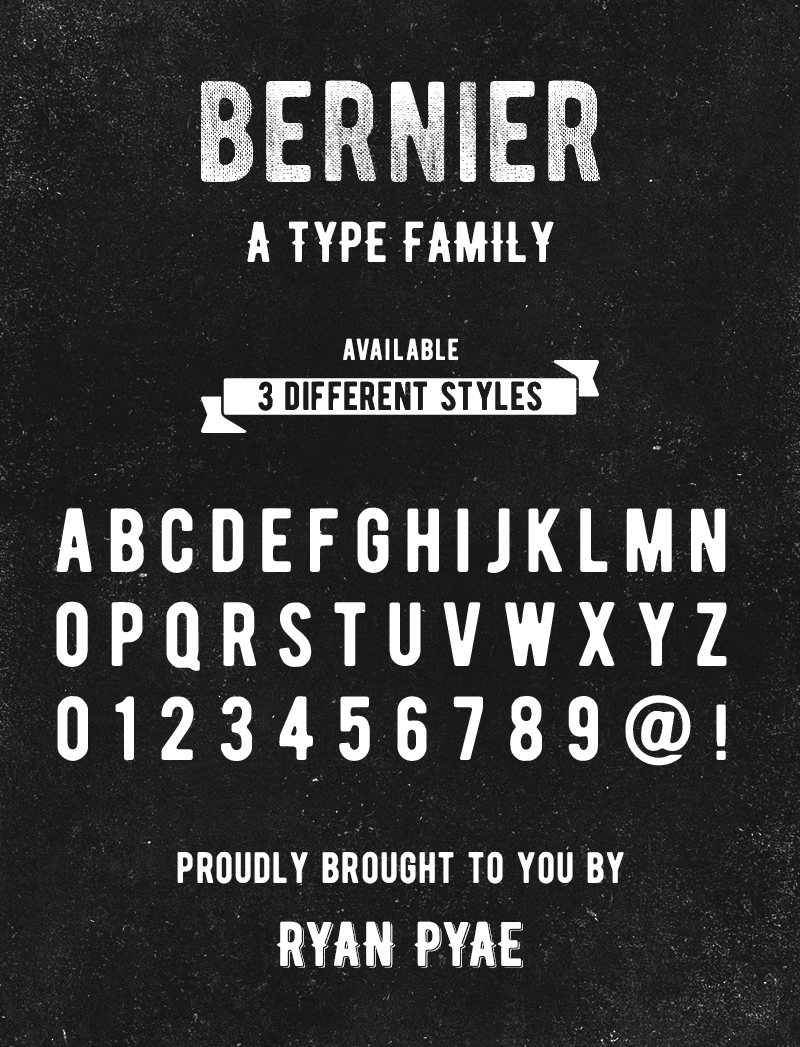 BERNIER
A TYPE FAMILY
AVAILABLE
3 DIFFERENT STYLES
ABCDEFGHIJKLMN
OPQRSTUVWXYZ
0123456789@!
PROUDLY BROUGHT TO YOU BY
RYAN PYAE